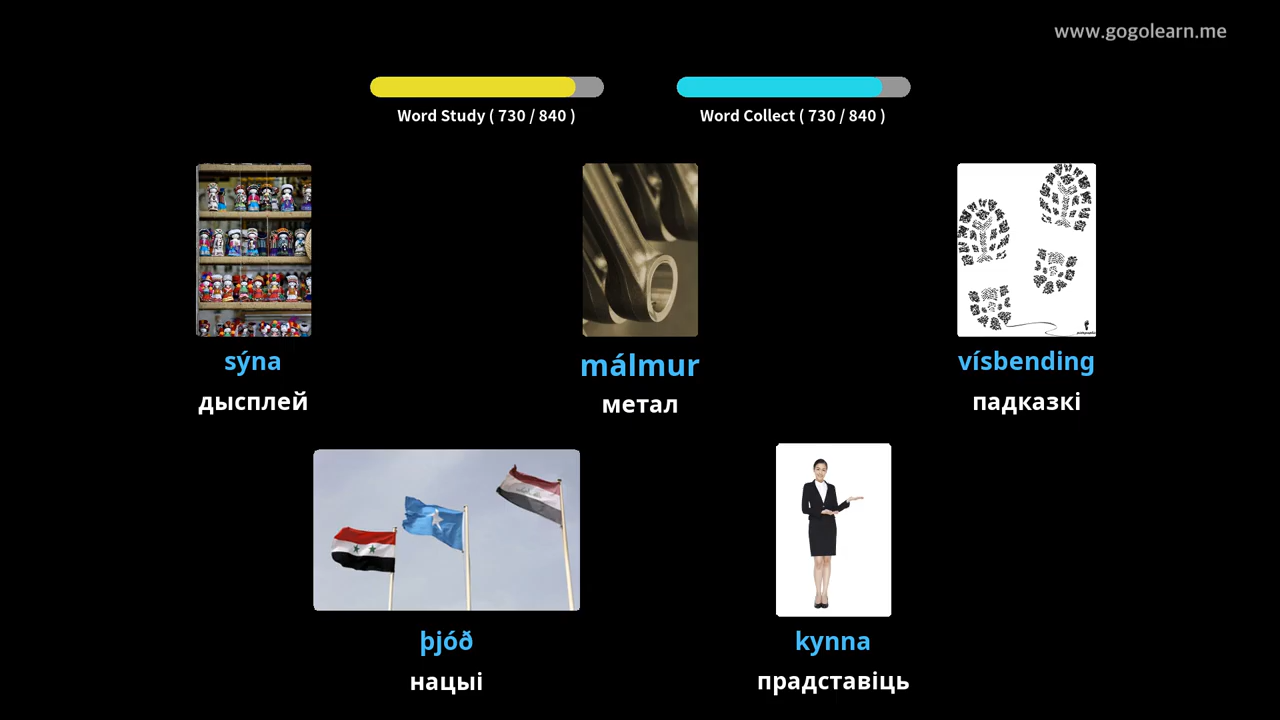 www.gogolearn.me
Word Study ( 730 / 840 )
Word Collect ( 730 / 840 )
sýna
málmur
vísbending
дысплей
метал
падказкі
þjóð
kynna
нацыі
прадставіць